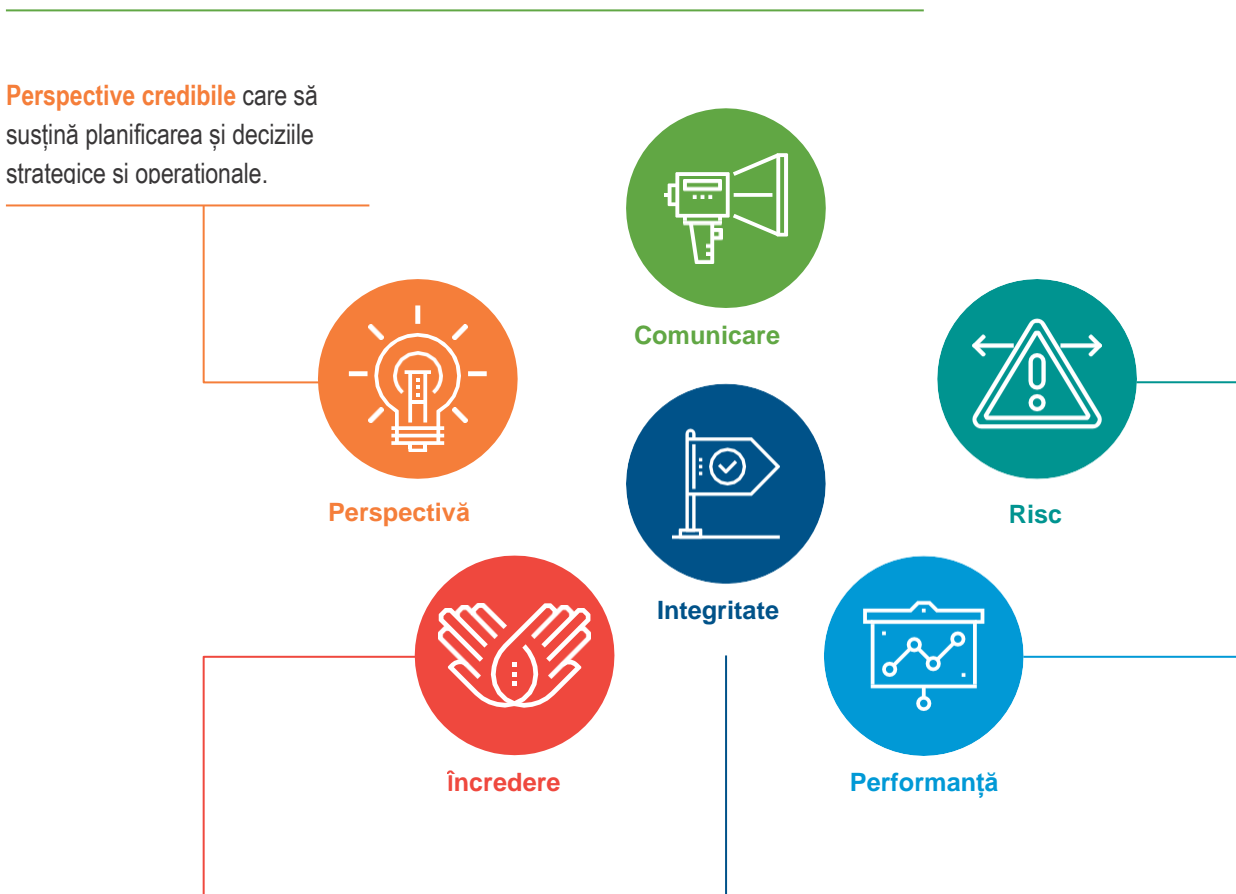 Perspective credibile care să
susțină planificarea și deciziile
strategice și operaționale.
Comunicare
Perspectivă
Risc
Integritate
Încredere
Performanță